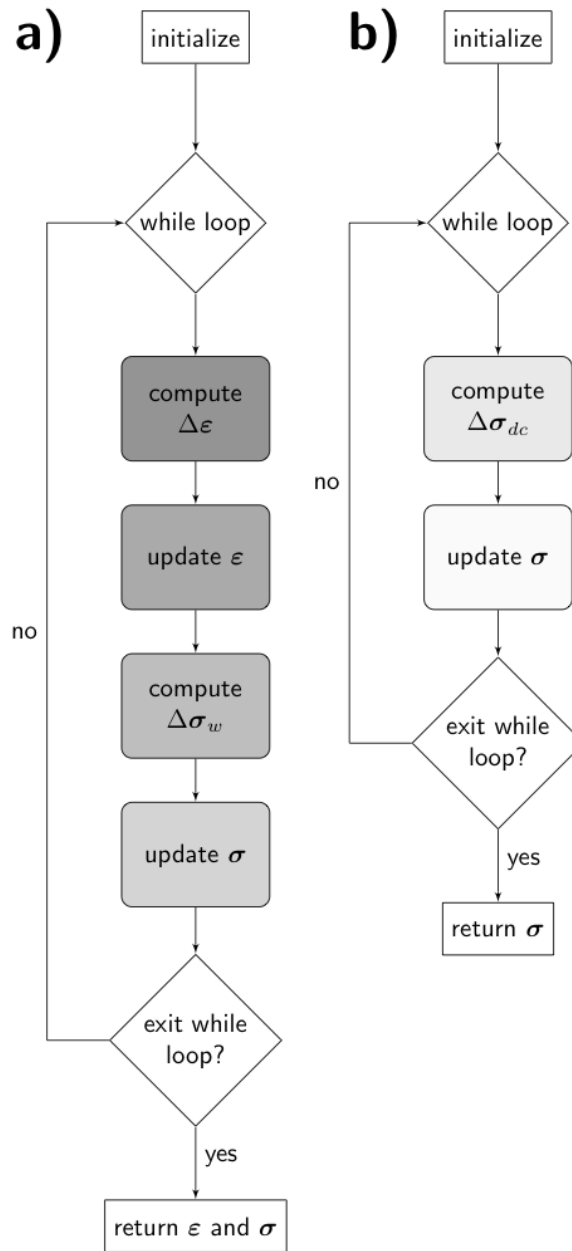 a)
initialize
while loop
compute
Δε
update ε
compute
Δσ_w
update σ
exit while
loop?
no
yes
return ε and σ
b)
initialize
while loop
compute
Δσ_dc
update σ
exit while
loop?
no
yes
return σ